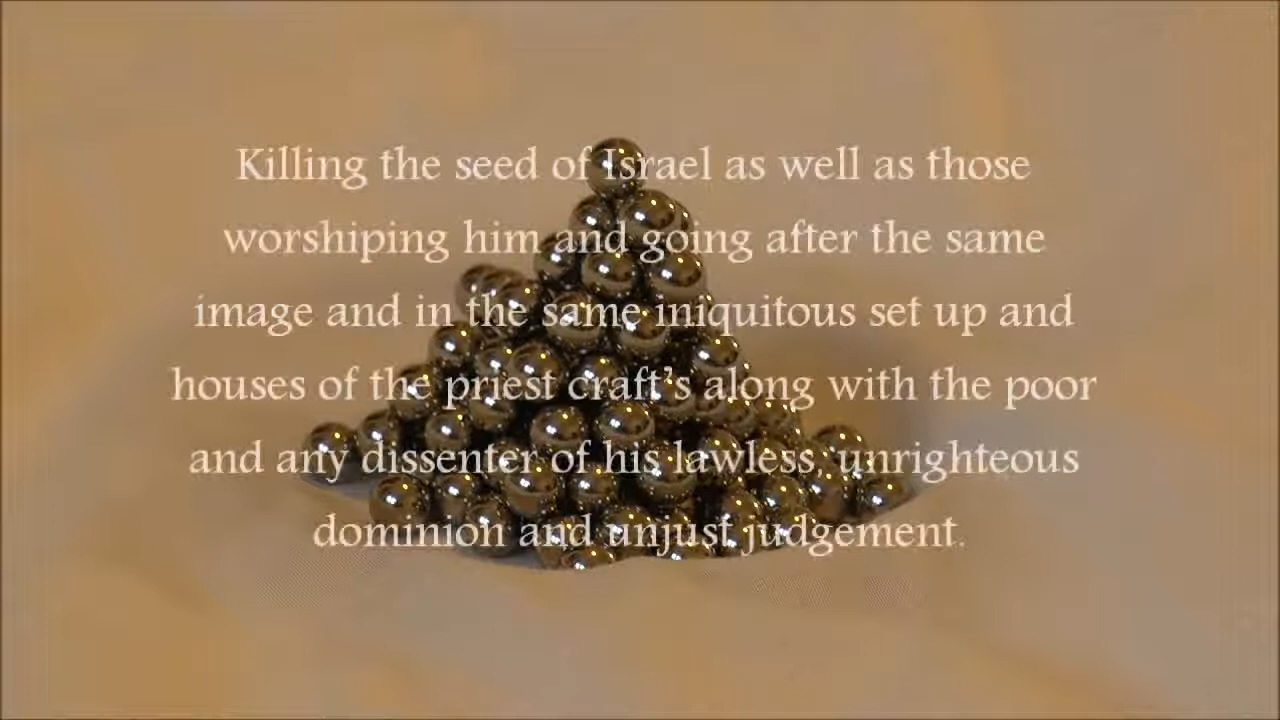 Killing the seed of Israel as well as those
worshiping him and going after the same
image and in the same iniquitous set up and
houses of the priest craft's along with the poor
and any dissenter of his lawless, unrighteous
dominion and unjust judgement.